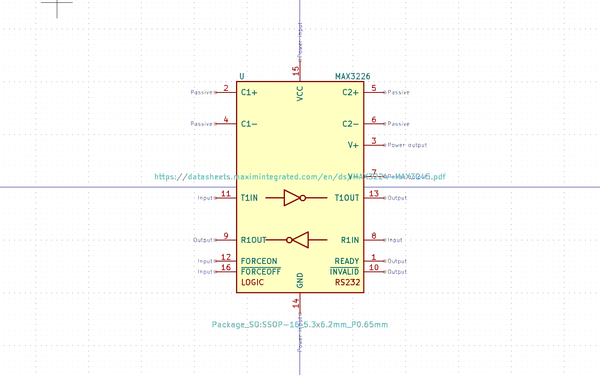 Power input
15
U
MAX3226
VCC
Passive 2 C1+
C2+ 5 Passive
Passive 4 C1-
C2- 6 Passive
V+ 3 Power output
7
https://datasheets.maximintegrated.com/en/ds/MAX3224-MAX3245.pdf
Input 11 T1IN
T1OUT 13 Output
Output 9 R1OUT
R1IN 8 Input
Input 12 FORCEON
READY 1 Output
Input 16 FORCEOFF
INVALID 10 Output
LOGIC
GND
RS232
14
Power input
Package_SO:SSOP-16_5.3x6.2mm_P0.65mm